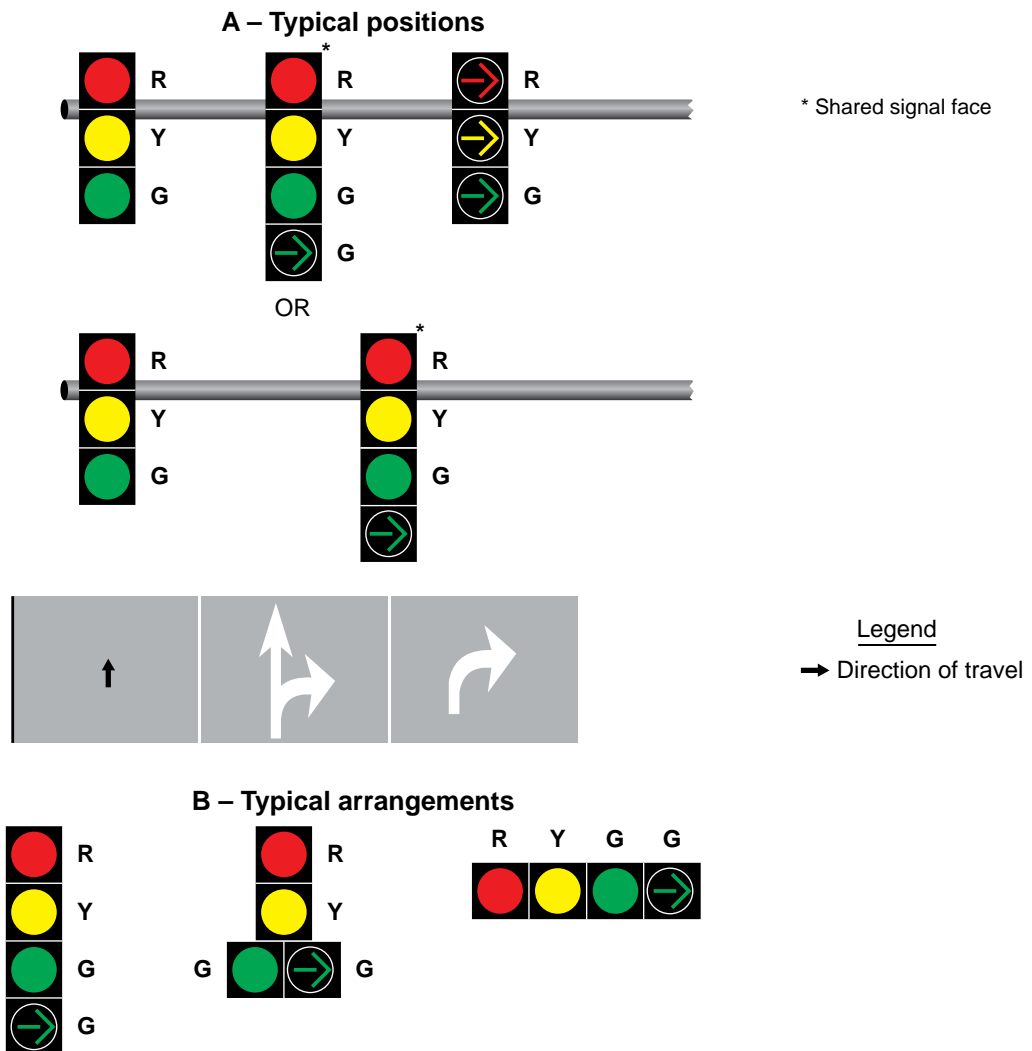 A – Typical positions
*
R R R
* Shared signal face
Y Y Y
G G G
G
OR
*
R R
Y Y
G G
Legend
Direction of travel
B – Typical arrangements
R R R Y G G
Y Y
G G G
G